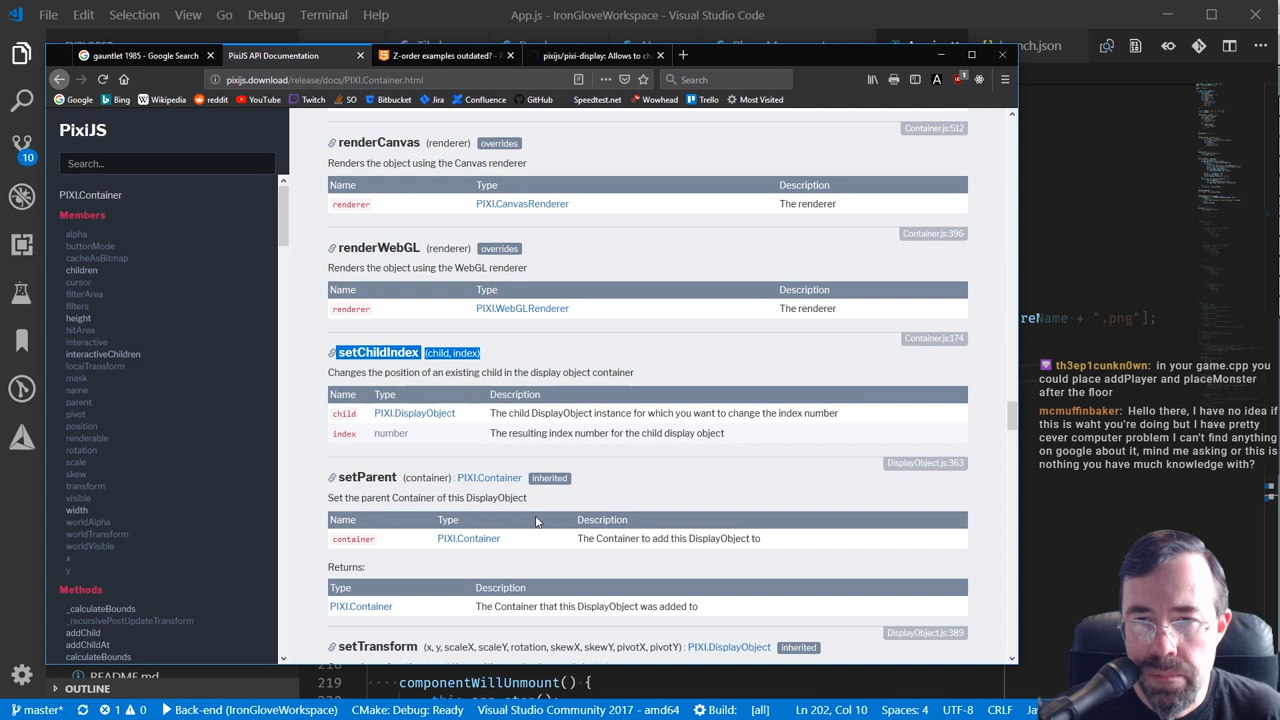 File Edit Selection View Go Debug Terminal Help App.js - IronGloveWorkspace - Visual Studio Code
gauntlet 1985 - Google Search
PixiJS API Documentation
Z-order examples outdated? -
pixijs/pixi-display: Allows to ch
nch.json
pixijs.download/release/docs/PIXI.Container.html
Search
Google Bing Wikipedia reddit YouTube Twitch SO Bitbucket Jira Confluence GitHub Speedtest.net Wowhead Trello Most Visited
PixiJS
Search...
PIXI.Container
Members
alpha
buttonMode
cacheAsBitmap
children
cursor
filterArea
filters
height
hitArea
interactive
interactiveChildren
localTransform
mask
name
parent
pivot
position
renderable
rotation
scale
skew
transform
visible
width
worldAlpha
worldTransform
worldVisible
x
y
Methods
_calculateBounds
_recursivePostUpdateTransform
addChild
addChildAt
calculateBounds
Container.js:512
renderCanvas (renderer) overrides
Renders the object using the Canvas renderer
Name Type Description
renderer PIXI.CanvasRenderer The renderer
Container.js:396
renderWebGL (renderer) overrides
Renders the object using the WebGL renderer
Name Type Description
renderer PIXI.WebGLRenderer The renderer
Container.js:174
setChildIndex (child, index)
Changes the position of an existing child in the display object container
Name Type Description
child PIXI.DisplayObject The child DisplayObject instance for which you want to change the index number
index number The resulting index number for the child display object
DisplayObject.js:363
setParent (container) : PIXI.Container inherited
Set the parent Container of this DisplayObject
Name Type Description
container PIXI.Container The Container to add this DisplayObject to
Returns:
Type Description
PIXI.Container The Container that this DisplayObject was added to
DisplayObject.js:389
setTransform (x, y, scaleX, scaleY, rotation, skewX, skewY, pivotX, pivotY) : PIXI.DisplayObject inherited
reName + ".png"];
th3ep1cunkn0wn: in your game.cpp you
could place addPlayer and placeMonster
after the floor
mcmuffinbaker: Hello there, I have no idea if
this is waht you're doing but I have pretty
cever computer problem I can't find anything
on google about it, mind me asking or this is
nothing you have much knowledge with?
10
1
README.md
OUTLINE
219 componentWillUnmount() {
master* 1 0 Back-end (IronGloveWorkspace) CMake: Debug: Ready Visual Studio Community 2017 - amd64 Build: [all] Ln 202, Col 10 Spaces: 4 UTF-8 CRLF JavaScript